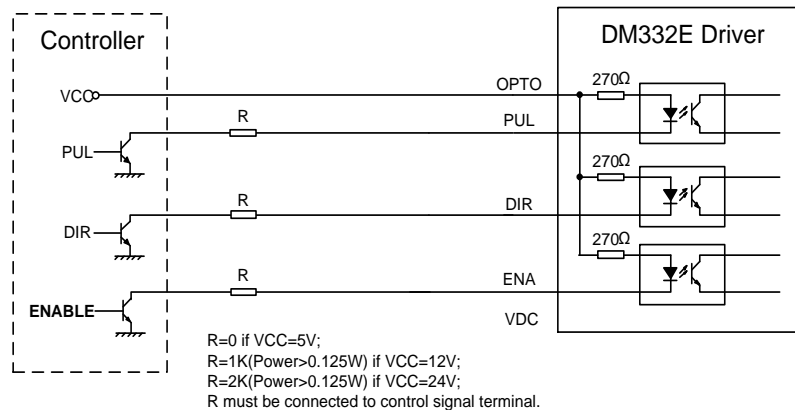 Controller
DM332E Driver
VCC
OPTO
270Ω
R
PUL
PUL
270Ω
R
DIR
DIR
270Ω
R
ENA
ENABLE
VDC
R=0 if VCC=5V;
R=1K(Power>0.125W) if VCC=12V;
R=2K(Power>0.125W) if VCC=24V;
R must be connected to control signal terminal.